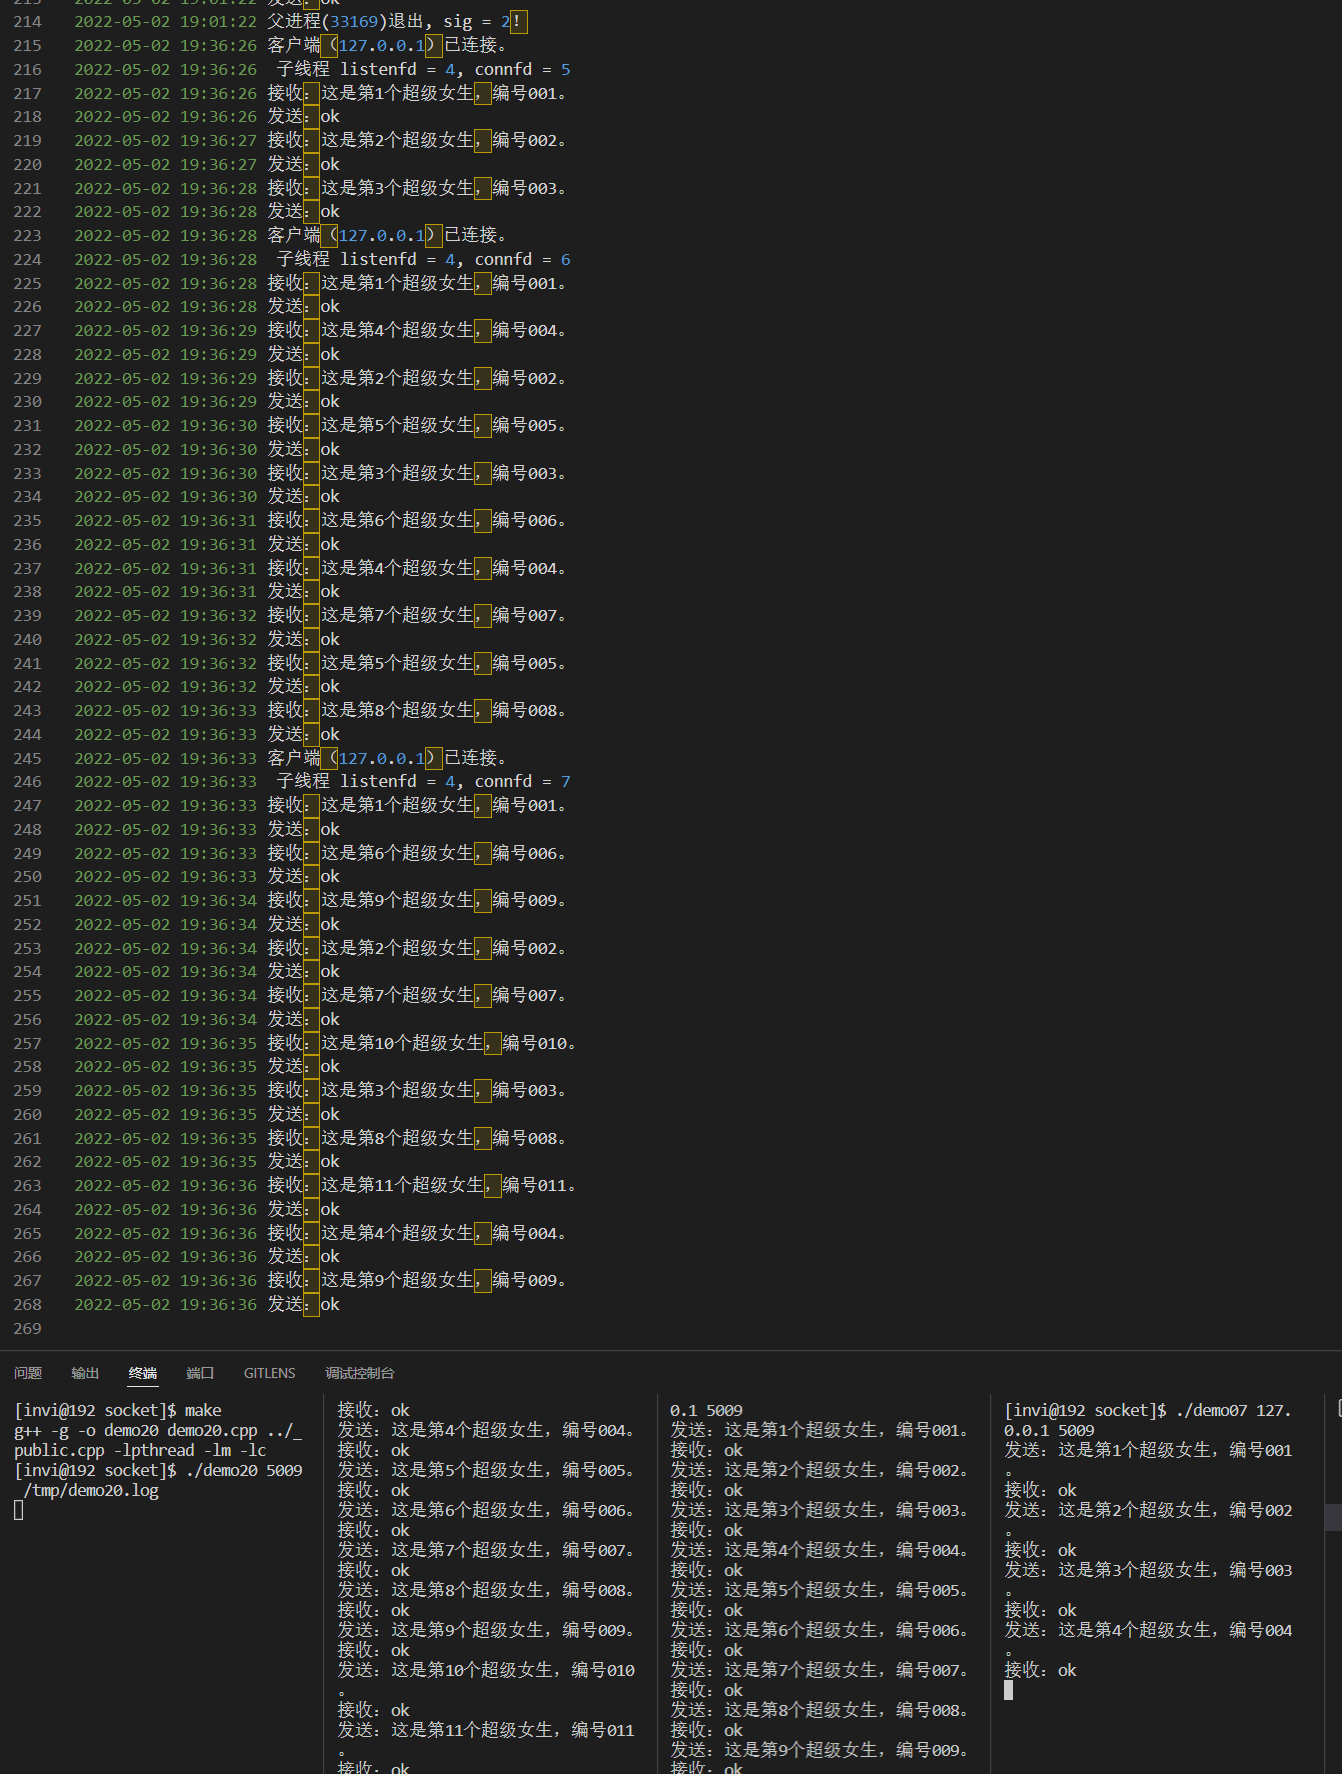 213 2022-05-02 19:01:22 发送：ok
214 2022-05-02 19:01:22 父进程(33169)退出, sig = 2！
215 2022-05-02 19:36:26 客户端（127.0.0.1）已连接。
216 2022-05-02 19:36:26 子线程 listenfd = 4, connfd = 5
217 2022-05-02 19:36:26 接收：这是第1个超级女生，编号001。
218 2022-05-02 19:36:26 发送：ok
219 2022-05-02 19:36:27 接收：这是第2个超级女生，编号002。
220 2022-05-02 19:36:27 发送：ok
221 2022-05-02 19:36:28 接收：这是第3个超级女生，编号003。
222 2022-05-02 19:36:28 发送：ok
223 2022-05-02 19:36:28 客户端（127.0.0.1）已连接。
224 2022-05-02 19:36:28 子线程 listenfd = 4, connfd = 6
225 2022-05-02 19:36:28 接收：这是第1个超级女生，编号001。
226 2022-05-02 19:36:28 发送：ok
227 2022-05-02 19:36:29 接收：这是第4个超级女生，编号004。
228 2022-05-02 19:36:29 发送：ok
229 2022-05-02 19:36:29 接收：这是第2个超级女生，编号002。
230 2022-05-02 19:36:29 发送：ok
231 2022-05-02 19:36:30 接收：这是第5个超级女生，编号005。
232 2022-05-02 19:36:30 发送：ok
233 2022-05-02 19:36:30 接收：这是第3个超级女生，编号003。
234 2022-05-02 19:36:30 发送：ok
235 2022-05-02 19:36:31 接收：这是第6个超级女生，编号006。
236 2022-05-02 19:36:31 发送：ok
237 2022-05-02 19:36:31 接收：这是第4个超级女生，编号004。
238 2022-05-02 19:36:31 发送：ok
239 2022-05-02 19:36:32 接收：这是第7个超级女生，编号007。
240 2022-05-02 19:36:32 发送：ok
241 2022-05-02 19:36:32 接收：这是第5个超级女生，编号005。
242 2022-05-02 19:36:32 发送：ok
243 2022-05-02 19:36:33 接收：这是第8个超级女生，编号008。
244 2022-05-02 19:36:33 发送：ok
245 2022-05-02 19:36:33 客户端（127.0.0.1）已连接。
246 2022-05-02 19:36:33 子线程 listenfd = 4, connfd = 7
247 2022-05-02 19:36:33 接收：这是第1个超级女生，编号001。
248 2022-05-02 19:36:33 发送：ok
249 2022-05-02 19:36:33 接收：这是第6个超级女生，编号006。
250 2022-05-02 19:36:33 发送：ok
251 2022-05-02 19:36:34 接收：这是第9个超级女生，编号009。
252 2022-05-02 19:36:34 发送：ok
253 2022-05-02 19:36:34 接收：这是第2个超级女生，编号002。
254 2022-05-02 19:36:34 发送：ok
255 2022-05-02 19:36:34 接收：这是第7个超级女生，编号007。
256 2022-05-02 19:36:34 发送：ok
257 2022-05-02 19:36:35 接收：这是第10个超级女生，编号010。
258 2022-05-02 19:36:35 发送：ok
259 2022-05-02 19:36:35 接收：这是第3个超级女生，编号003。
260 2022-05-02 19:36:35 发送：ok
261 2022-05-02 19:36:35 接收：这是第8个超级女生，编号008。
262 2022-05-02 19:36:35 发送：ok
263 2022-05-02 19:36:36 接收：这是第11个超级女生，编号011。
264 2022-05-02 19:36:36 发送：ok
265 2022-05-02 19:36:36 接收：这是第4个超级女生，编号004。
266 2022-05-02 19:36:36 发送：ok
267 2022-05-02 19:36:36 接收：这是第9个超级女生，编号009。
268 2022-05-02 19:36:36 发送：ok
269
问题 输出 终端 端口 GITLENS 调试控制台
[invi@192 socket]$ make
g++ -g -o demo20 demo20.cpp ../_
public.cpp -lpthread -lm -lc
[invi@192 socket]$ ./demo20 5009
/tmp/demo20.log
接收：ok
发送：这是第4个超级女生，编号004。
接收：ok
发送：这是第5个超级女生，编号005。
接收：ok
发送：这是第6个超级女生，编号006。
接收：ok
发送：这是第7个超级女生，编号007。
接收：ok
发送：这是第8个超级女生，编号008。
接收：ok
发送：这是第9个超级女生，编号009。
接收：ok
发送：这是第10个超级女生，编号010
。
接收：ok
发送：这是第11个超级女生，编号011
。
接收：ok
0.1 5009
发送：这是第1个超级女生，编号001。
接收：ok
发送：这是第2个超级女生，编号002。
接收：ok
发送：这是第3个超级女生，编号003。
接收：ok
发送：这是第4个超级女生，编号004。
接收：ok
发送：这是第5个超级女生，编号005。
接收：ok
发送：这是第6个超级女生，编号006。
接收：ok
发送：这是第7个超级女生，编号007。
接收：ok
发送：这是第8个超级女生，编号008。
接收：ok
发送：这是第9个超级女生，编号009。
接收：ok
[invi@192 socket]$ ./demo07 127.
0.0.1 5009
发送：这是第1个超级女生，编号001
。
接收：ok
发送：这是第2个超级女生，编号002
。
接收：ok
发送：这是第3个超级女生，编号003
。
接收：ok
发送：这是第4个超级女生，编号004
。
接收：ok